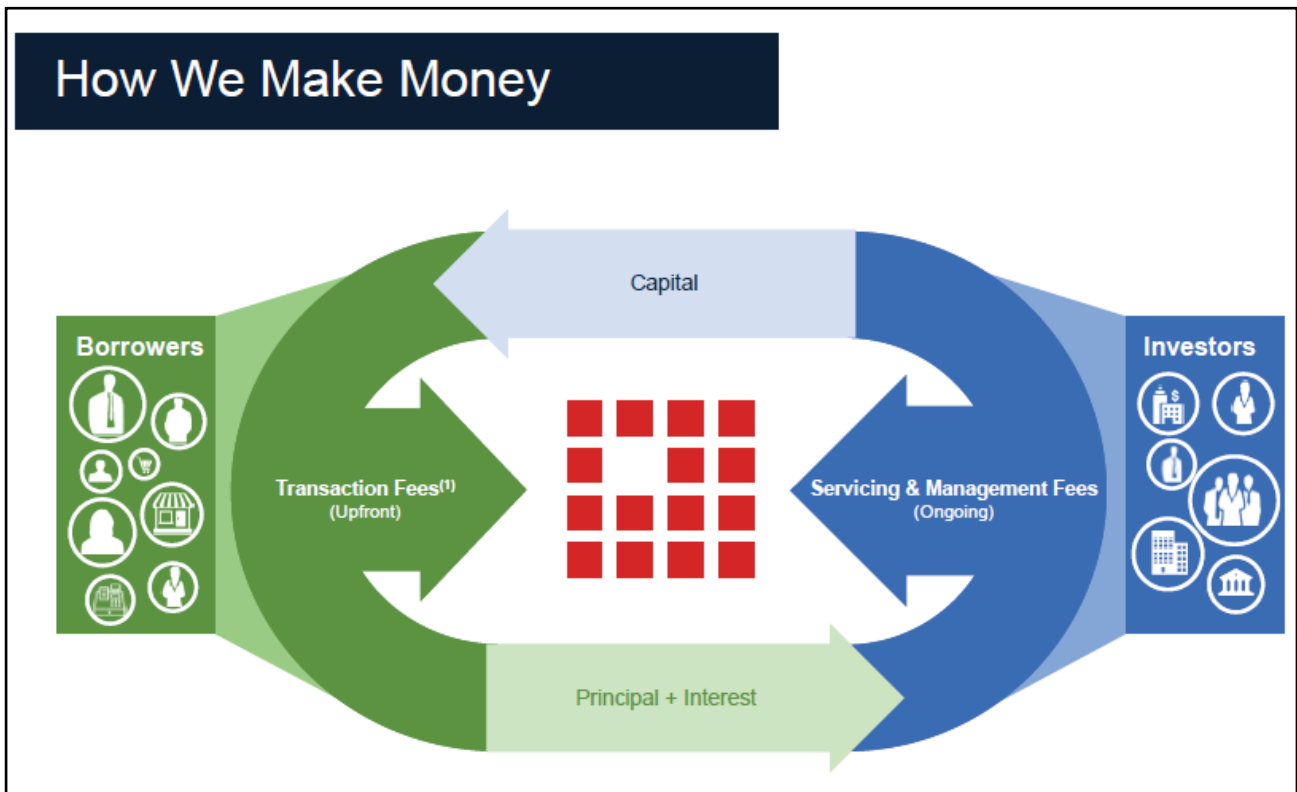 How We Make Money
Capital
Borrowers
Investors
Transaction Fees(1)
(Upfront)
Servicing & Management Fees
(Ongoing)
Principal + Interest
$